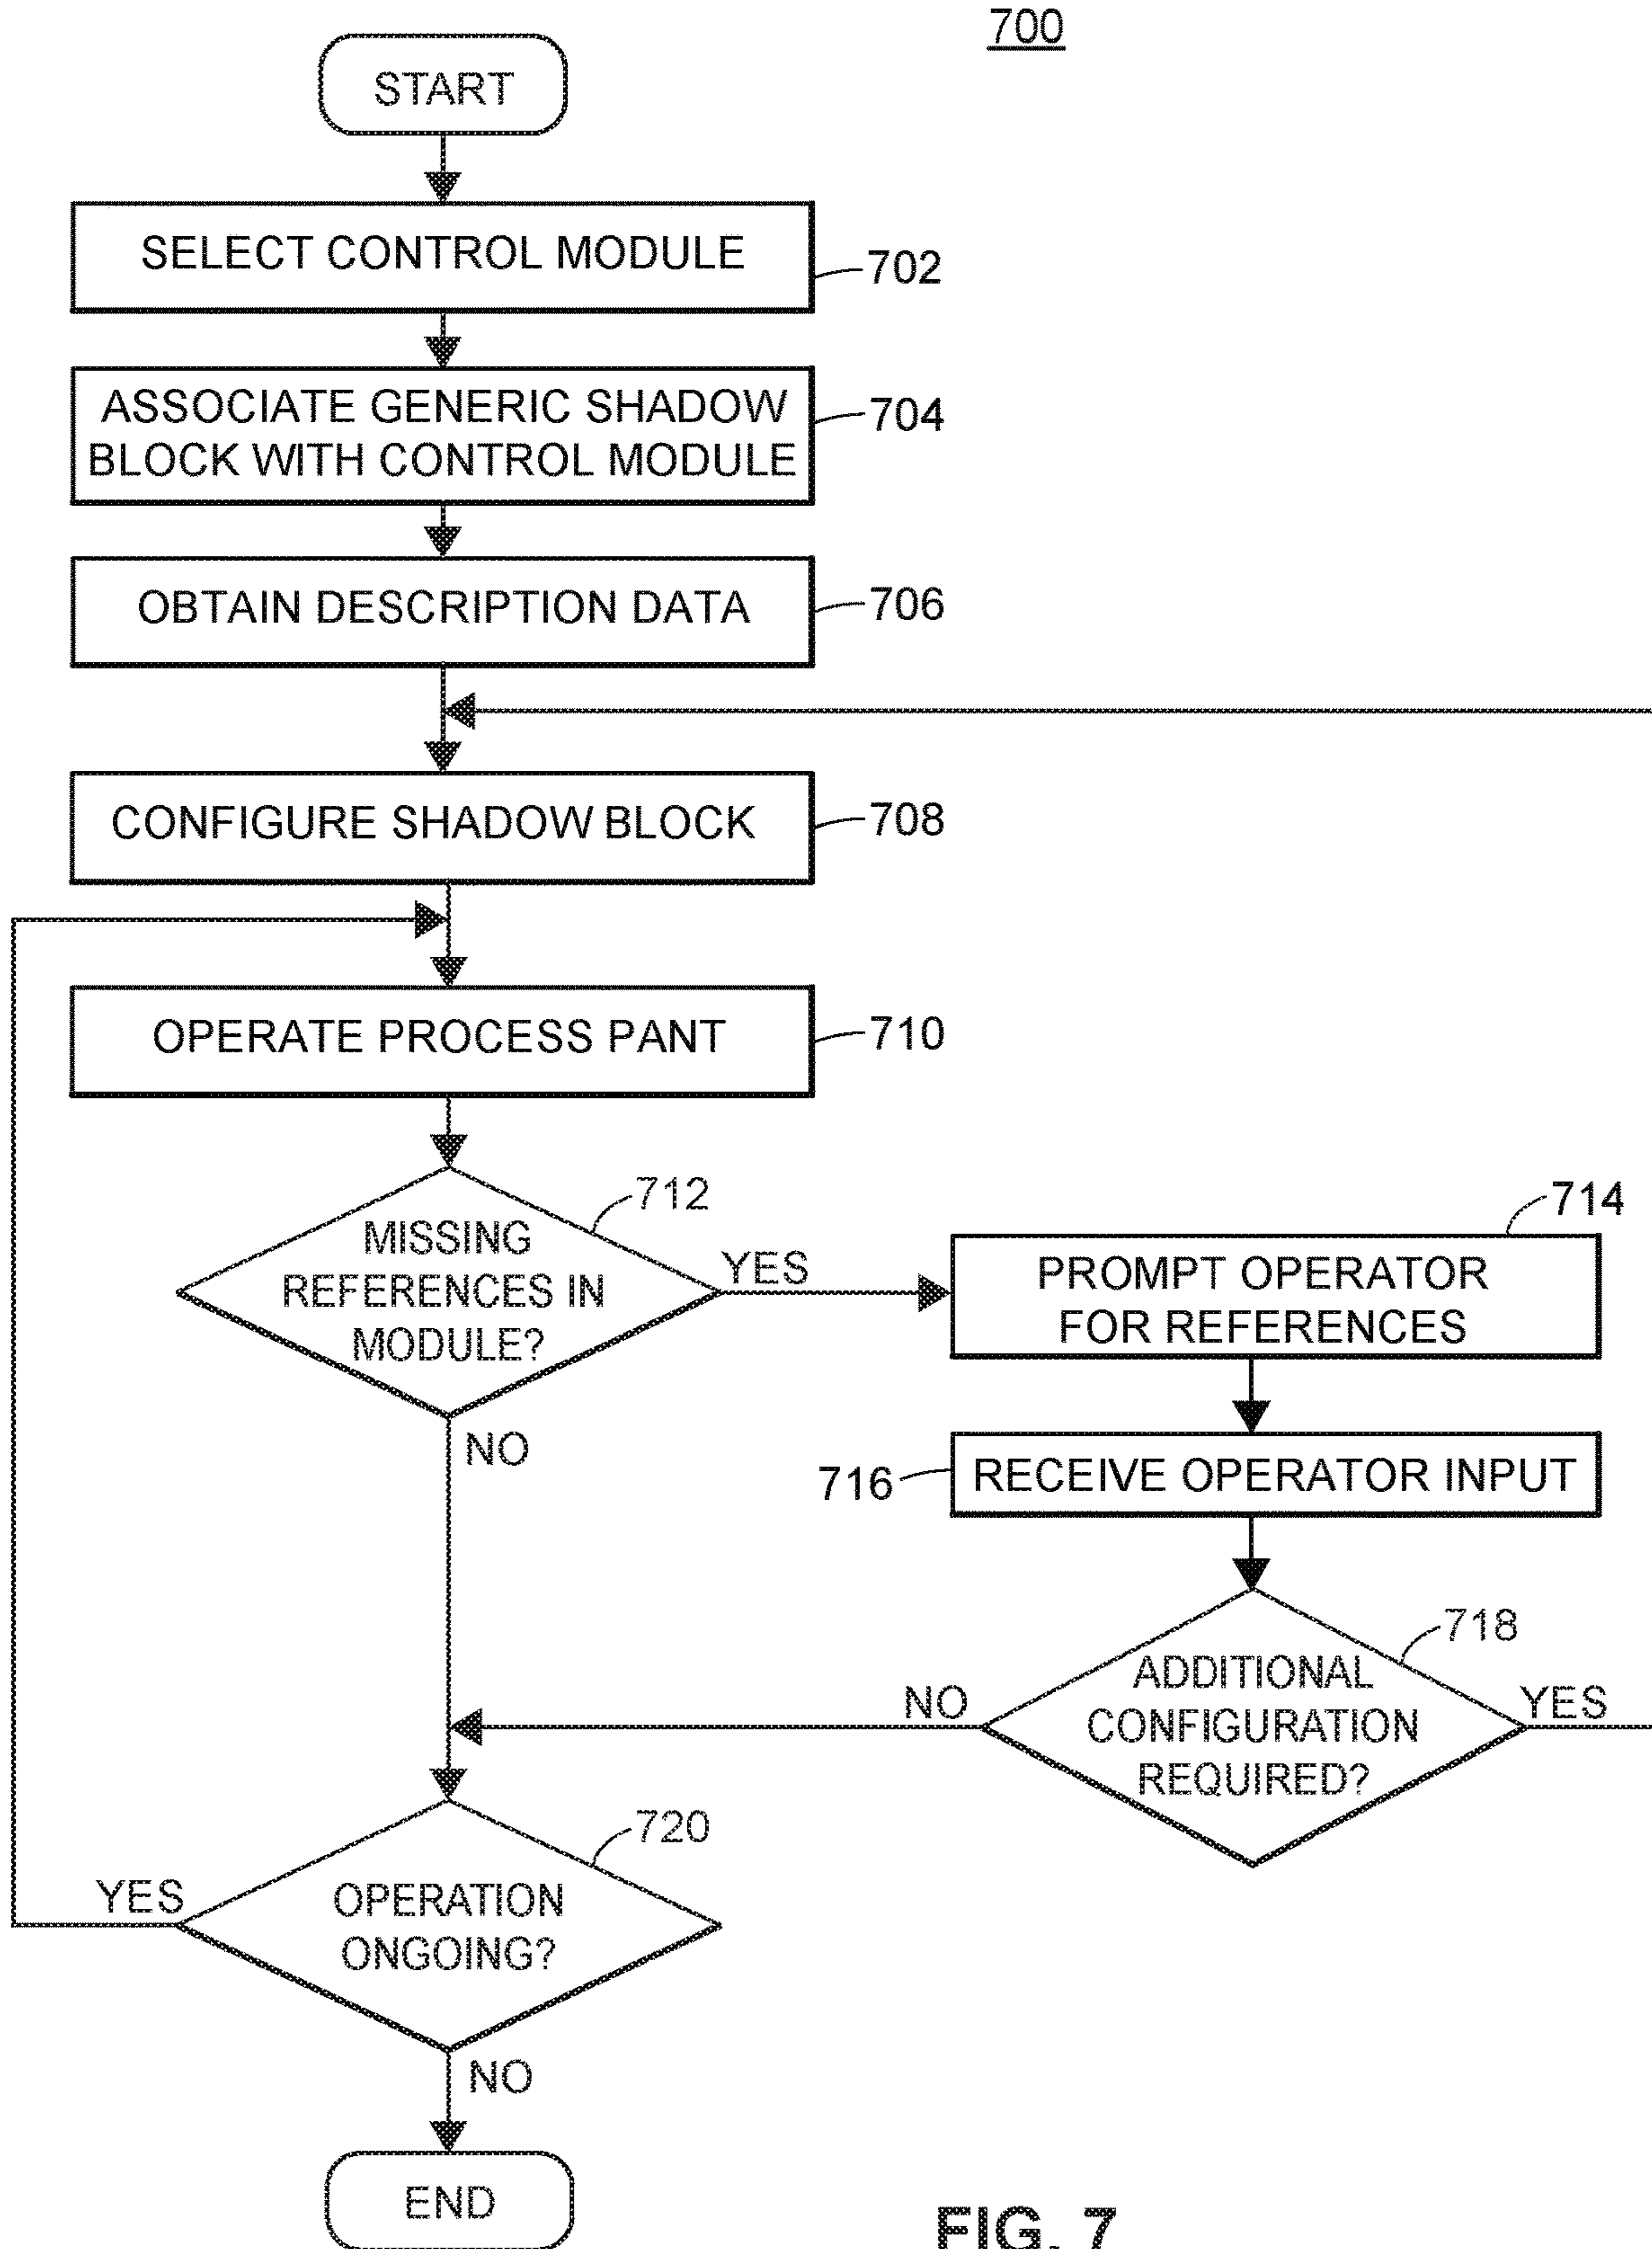 700
START
SELECT CONTROL MODULE
702
ASSOCIATE GENERIC SHADOW
BLOCK WITH CONTROL MODULE
704
OBTAIN DESCRIPTION DATA
706
CONFIGURE SHADOW BLOCK
708
OPERATE PROCESS PANT
710
MISSING
REFERENCES IN
MODULE?
712
YES
NO
PROMPT OPERATOR
FOR REFERENCES
714
716
RECEIVE OPERATOR INPUT
ADDITIONAL
CONFIGURATION
REQUIRED?
718
NO
YES
OPERATION
ONGOING?
720
YES
NO
END
FIG. 7